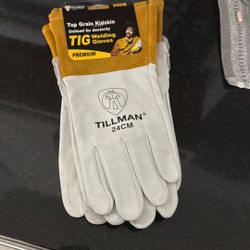 24CM
Top Grain Kidskin
Unlined for dexterity
TIG Welding
Gloves
PREMIUM
TILLMAN®
24CM